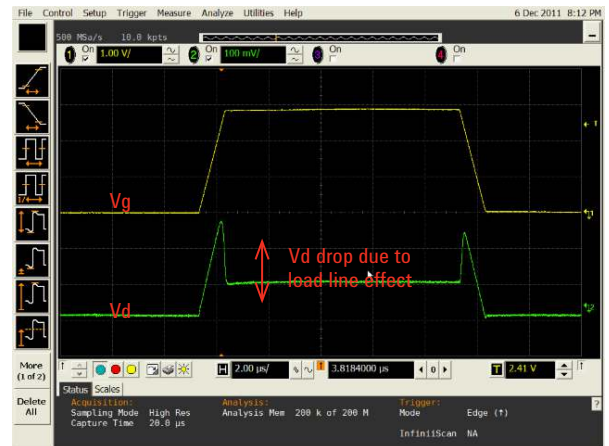 File Control Setup Trigger Measure Analyze Utilities Help 6 Dec 2011 8:12 PM
500 MSa/s 10.0 kpts
1 On 1.00 V/ 2 On 100 mV/ 3 On 4 On
T
Vg
Vd drop due to
load line effect
Vd
2
More
(1 of 2)
H 2.00 µs/ 3.8184000 µs 0 T 2.41 V
Delete
All
Status Scales
Acquisition: Analysis: Trigger:
Sampling Mode High Res Analysis Mem 200 k of 200 M Mode Edge (↑)
Capture Time 20.0 µs
InfiniiScan NA